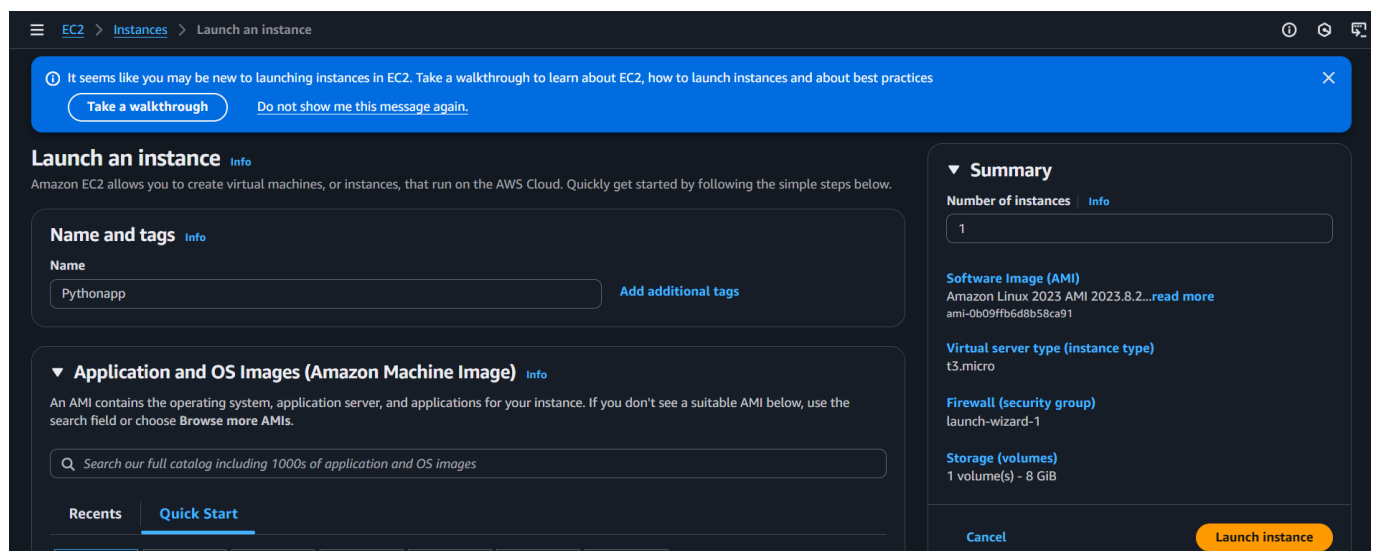 EC2 > Instances > Launch an instance
It seems like you may be new to launching instances in EC2. Take a walkthrough to learn about EC2, how to launch instances and about best practices
Take a walkthrough
Do not show me this message again.
Launch an instance Info
Amazon EC2 allows you to create virtual machines, or instances, that run on the AWS Cloud. Quickly get started by following the simple steps below.
Name and tags Info
Name
Pythonapp
Add additional tags
Application and OS Images (Amazon Machine Image) Info
An AMI contains the operating system, application server, and applications for your instance. If you don't see a suitable AMI below, use the
search field or choose Browse more AMIs.
Search our full catalog including 1000s of application and OS images
Recents
Quick Start
Summary
Number of instances Info
1
Software Image (AMI)
Amazon Linux 2023 AMI 2023.8.2...read more
ami-0b09ffb6d8b58ca91
Virtual server type (instance type)
t3.micro
Firewall (security group)
launch-wizard-1
Storage (volumes)
1 volume(s) - 8 GiB
Cancel
Launch instance